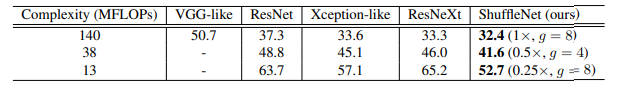 Complexity (MFLOPs) VGG-like ResNet Xception-like ResNeXt ShuffleNet (ours)
140 50.7 37.3 33.6 33.3 32.4 (1×, g = 8)
38 - 48.8 45.1 46.0 41.6 (0.5×, g = 4)
13 - 63.7 57.1 65.2 52.7 (0.25×, g = 8)